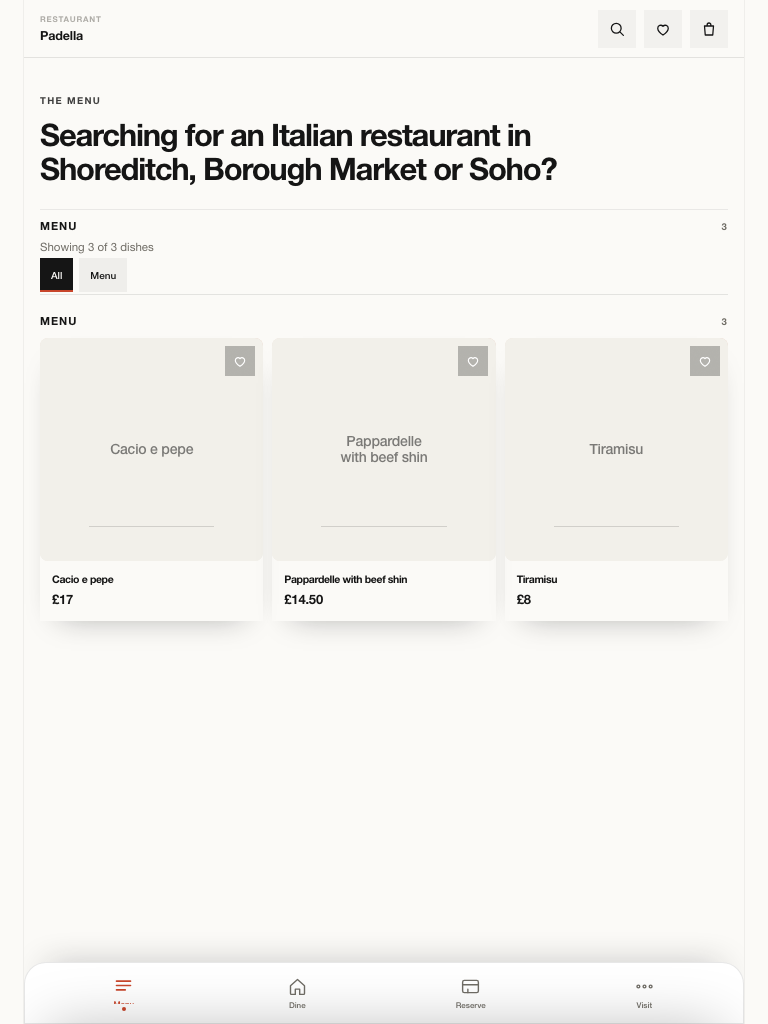 RESTAURANT
Padella
THE MENU
Searching for an Italian restaurant in
Shoreditch, Borough Market or Soho?
MENU
3
Showing 3 of 3 dishes
All
Menu
MENU
3
Cacio e pepe
Pappardelle
with beef shin
Tiramisu
Cacio e pepe
£17
Pappardelle with beef shin
£14.50
Tiramisu
£8
Dine
Reserve
Visit